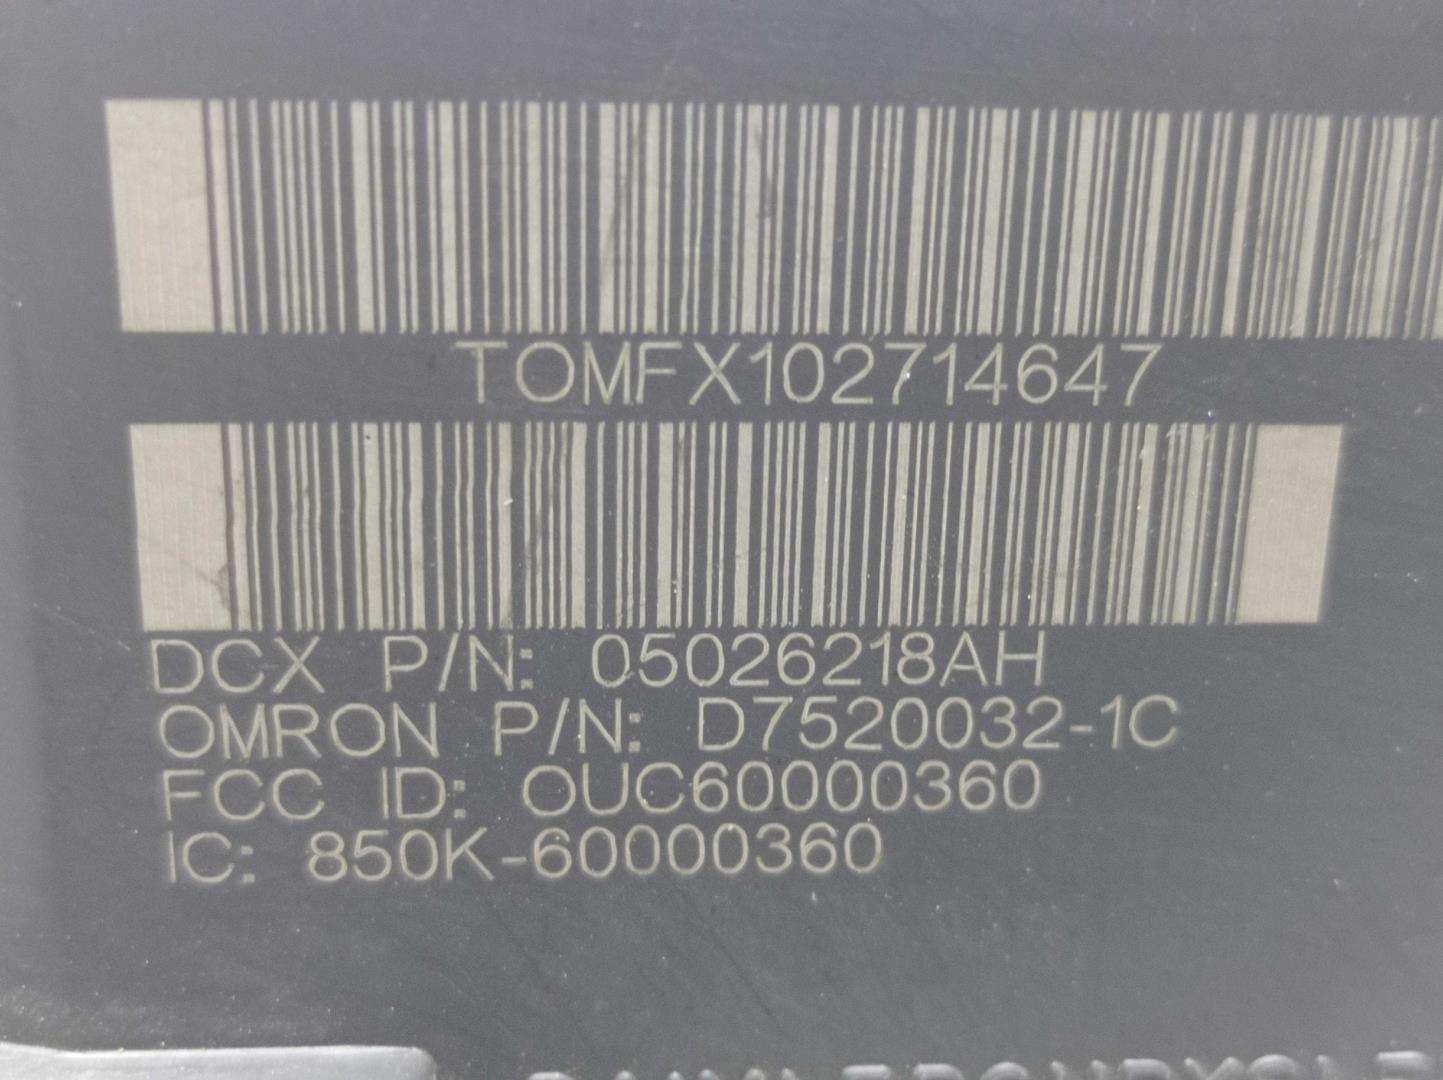 TOMFX102714647
DCX P/N: 05026218AH
OMRON P/N: D7520032-1C
FCC ID: OUC60000360
IC: 850K-60000360